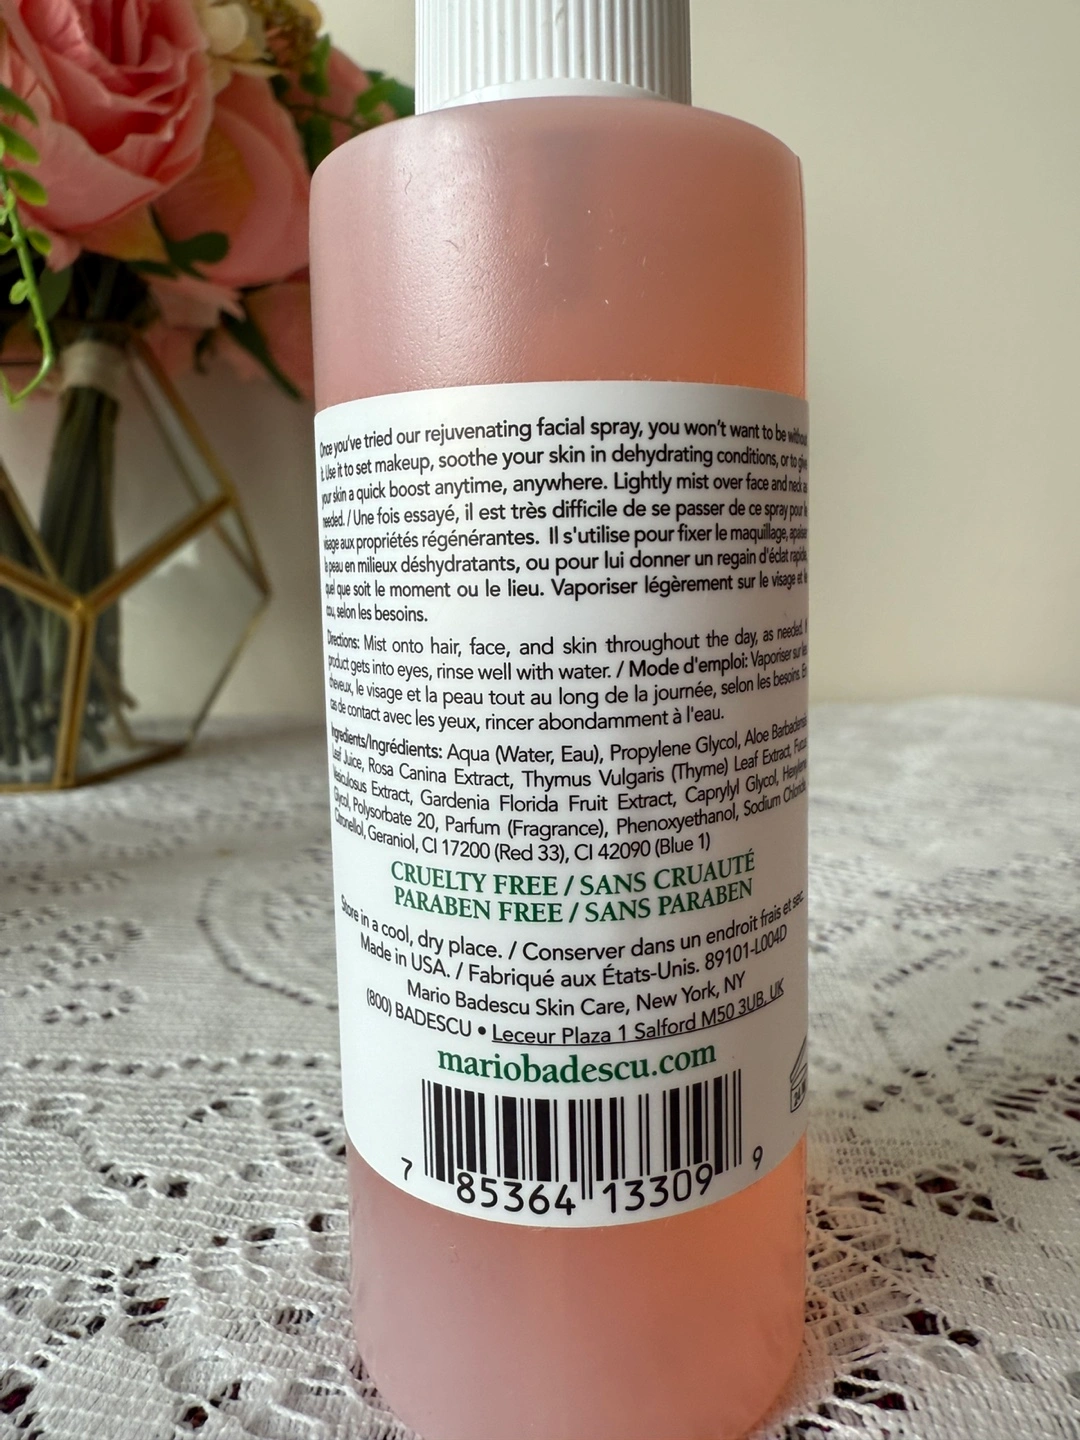 Once you've tried our rejuvenating facial spray, you won't want to be without
it. Use it to set makeup, soothe your skin in dehydrating conditions, or to give
your skin a quick boost anytime, anywhere. Lightly mist over face and neck as
needed. / Une fois essayé, il est très difficile de se passer de ce spray pour le
visage aux propriétés régénérantes. Il s'utilise pour fixer le maquillage, apaiser
la peau en milieux déshydratants, ou pour lui donner un regain d'éclat rapide,
quel que soit le moment ou le lieu. Vaporiser légèrement sur le visage et le
cou, selon les besoins.
Directions: Mist onto hair, face, and skin throughout the day, as needed. If
product gets into eyes, rinse well with water. / Mode d'emploi: Vaporiser sur les
cheveux, le visage et la peau tout au long de la journée, selon les besoins. En
cas de contact avec les yeux, rincer abondamment à l'eau.
Ingredients/Ingrédients: Aqua (Water, Eau), Propylene Glycol, Aloe Barbadensis
Leaf Juice, Rosa Canina Extract, Thymus Vulgaris (Thyme) Leaf Extract, Fucus
Vesiculosus Extract, Gardenia Florida Fruit Extract, Caprylyl Glycol, Hexylene
Glycol, Polysorbate 20, Parfum (Fragrance), Phenoxyethanol, Sodium Chloride,
Citronellol, Geraniol, CI 17200 (Red 33), CI 42090 (Blue 1)
CRUELTY FREE / SANS CRUAUTÉ
PARABEN FREE / SANS PARABEN
Store in a cool, dry place. / Conserver dans un endroit frais et sec.
Made in USA. / Fabriqué aux États-Unis. 89101-L004D
Mario Badescu Skin Care, New York, NY
(800) BADESCU • Leceur Plaza 1 Salford M50 3UB, UK
mariobadescu.com
7 85364 13309 9